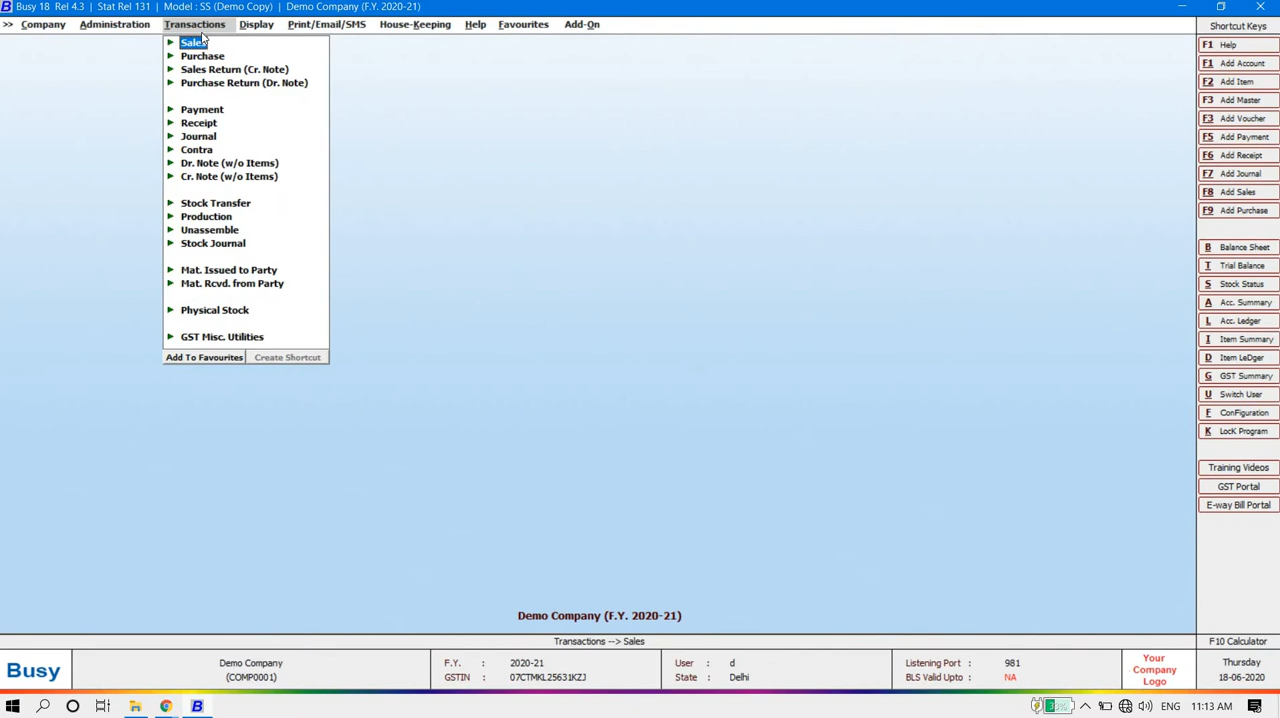 Busy 18 Rel 4.3 | Stat Rel 131 | Model : SS (Demo Copy) | Demo Company (F.Y. 2020-21)
>> Company Administration Transactions Display Print/Email/SMS House-Keeping Help Favourites Add-On
Sales
Purchase
Sales Return (Cr. Note)
Purchase Return (Dr. Note)
Payment
Receipt
Journal
Contra
Dr. Note (w/o Items)
Cr. Note (w/o Items)
Stock Transfer
Production
Unassemble
Stock Journal
Mat. Issued to Party
Mat. Rcvd. from Party
Physical Stock
GST Misc. Utilities
Add To Favourites Create Shortcut
Shortcut Keys
F1 Help
F1 Add Account
F2 Add Item
F3 Add Master
F3 Add Voucher
F5 Add Payment
F6 Add Receipt
F7 Add Journal
F8 Add Sales
F9 Add Purchase
B Balance Sheet
T Trial Balance
S Stock Status
A Acc. Summary
L Acc. Ledger
I Item Summary
D Item LeDger
G GST Summary
U Switch User
F ConFiguration
K LocK Program
Training Videos
GST Portal
E-way Bill Portal
Demo Company (F.Y. 2020-21)
Transactions --> Sales
F10 Calculator
Busy
Demo Company
(COMP0001)
F.Y. : 2020-21
GSTIN : 07CTMKL25631KZJ
User : d
State : Delhi
Listening Port : 981
BLS Valid Upto : NA
Your
Company
Logo
Thursday
18-06-2020
33%
ENG
11:13 AM